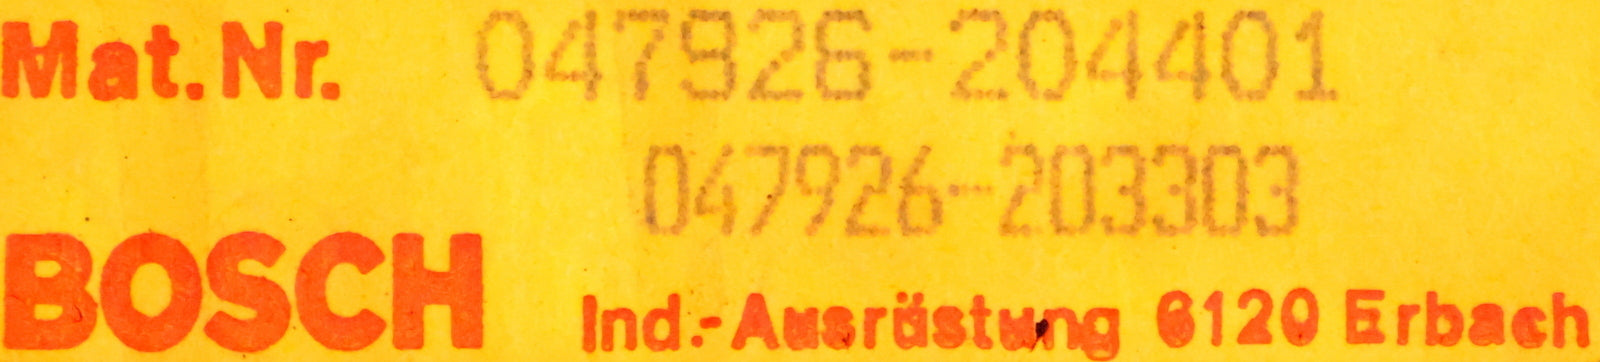 Mat. Nr. 047926-204401
047926-203303
BOSCH Ind.-Ausrüstung 6120 Erbach